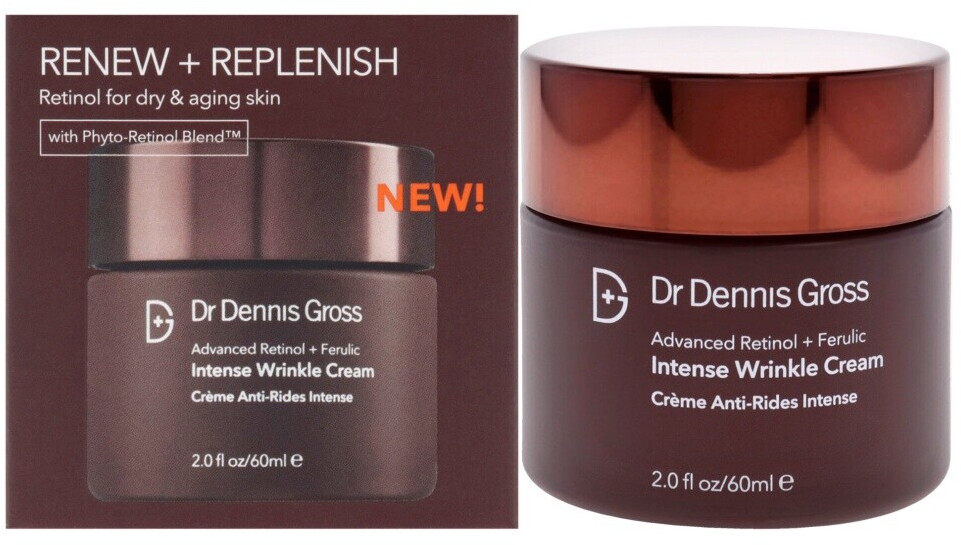 RENEW + REPLENISH
Retinol for dry & aging skin
with Phyto-Retinol Blend™
NEW!
Dr Dennis Gross
Advanced Retinol + Ferulic
Intense Wrinkle Cream
Crème Anti-Rides Intense
2.0 fl oz/60ml ℮
Dr Dennis Gross
Advanced Retinol + Ferulic
Intense Wrinkle Cream
Crème Anti-Rides Intense
2.0 fl oz/60ml ℮